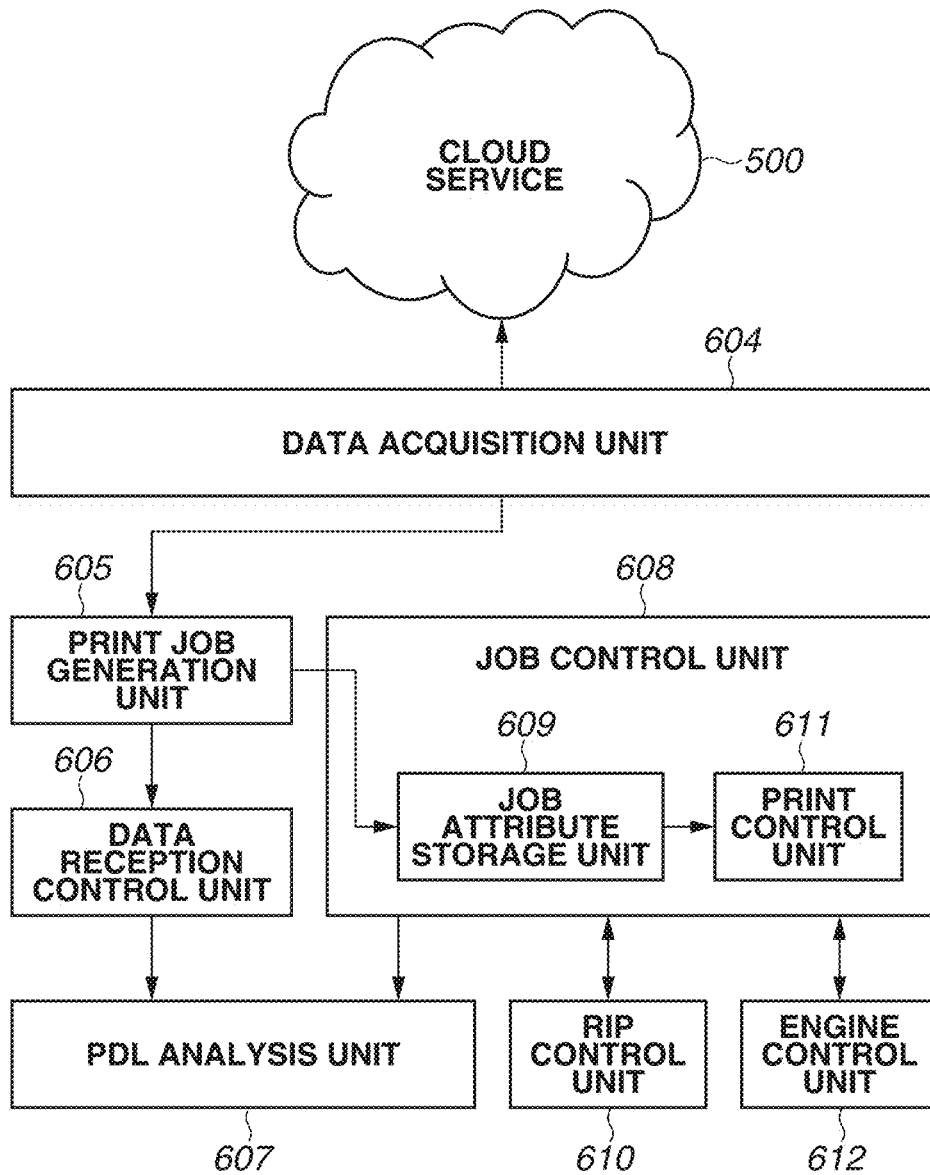 CLOUD
SERVICE
500
604
DATA ACQUISITION UNIT
605
PRINT JOB
GENERATION
UNIT
608
JOB CONTROL UNIT
606
DATA
RECEPTION
CONTROL UNIT
609
JOB
ATTRIBUTE
STORAGE UNIT
611
PRINT
CONTROL
UNIT
PDL ANALYSIS UNIT
607
RIP
CONTROL
UNIT
610
ENGINE
CONTROL
UNIT
612